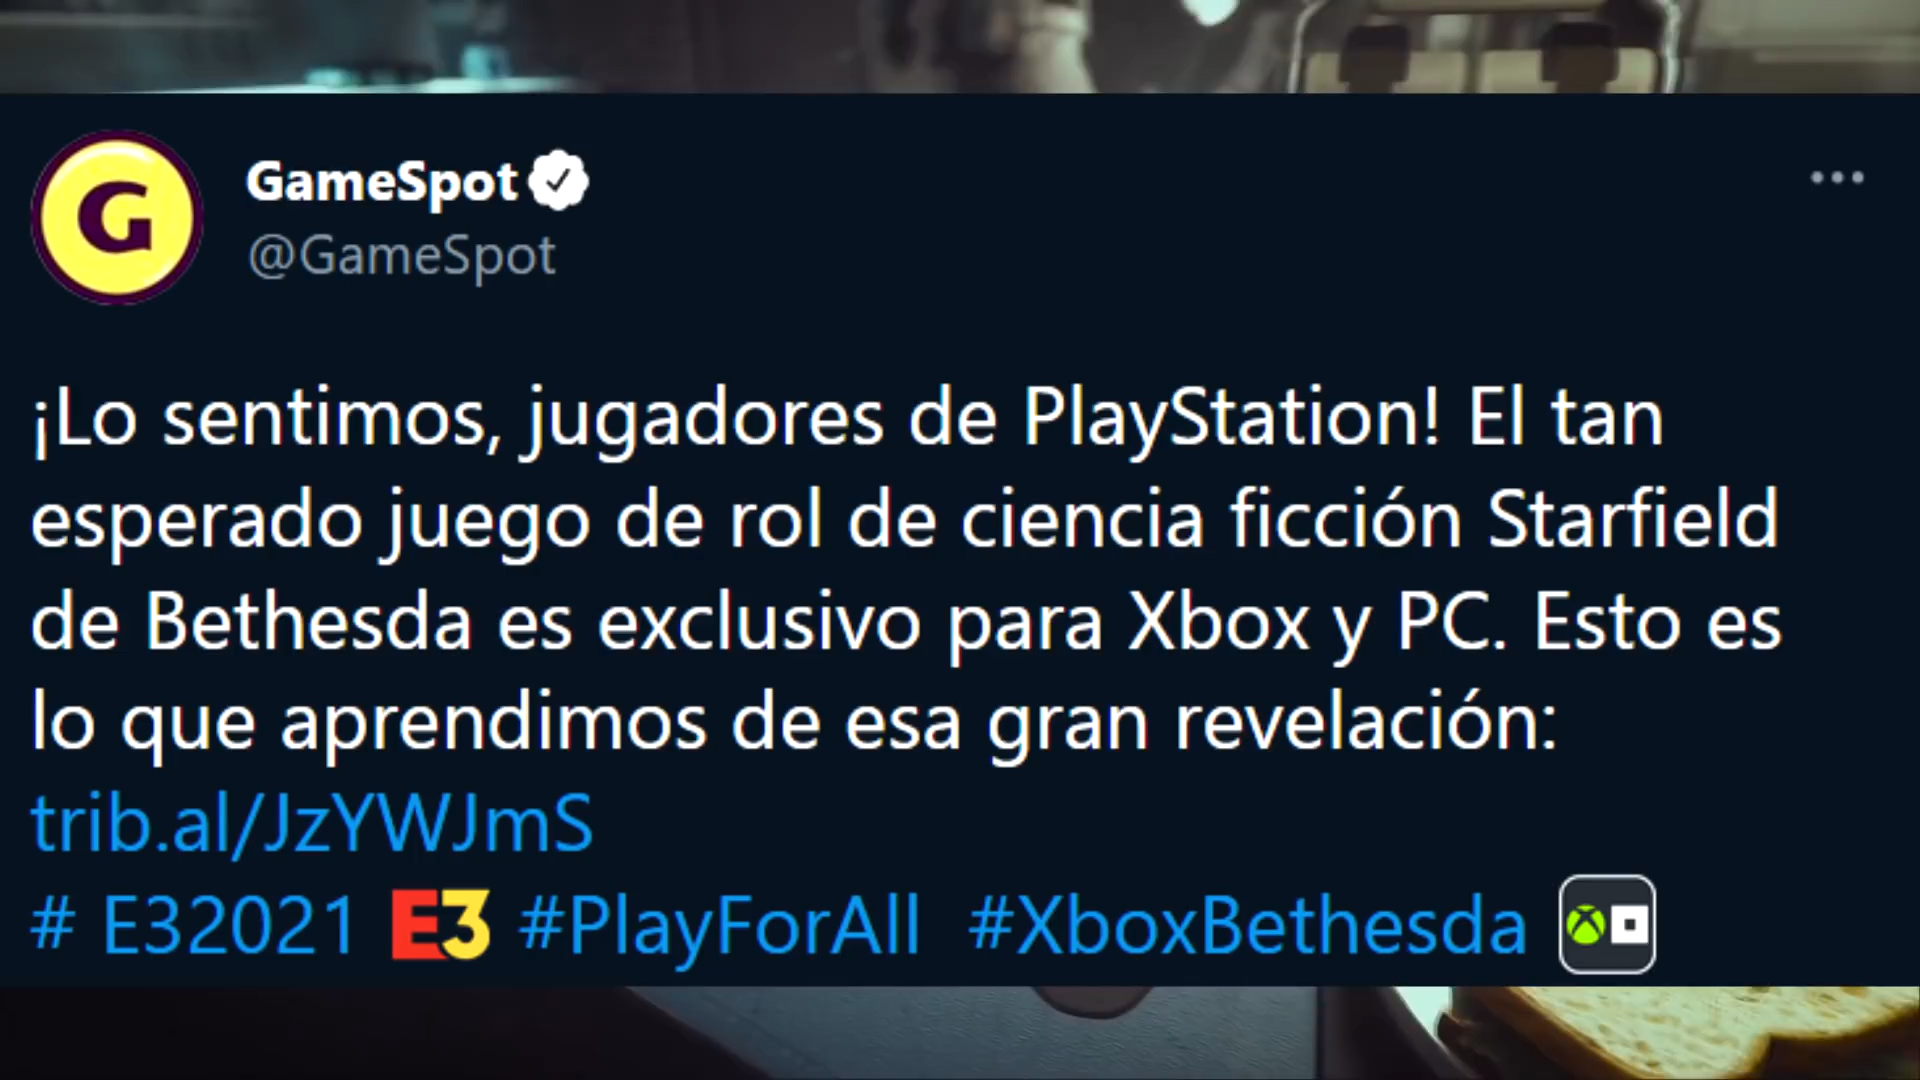 G
GameSpot
@GameSpot
¡Lo sentimos, jugadores de PlayStation! El tan
esperado juego de rol de ciencia ficción Starfield
de Bethesda es exclusivo para Xbox y PC. Esto es
lo que aprendimos de esa gran revelación:
trib.al/JzYWJmS
# E32021 E3 #PlayForAll #XboxBethesda